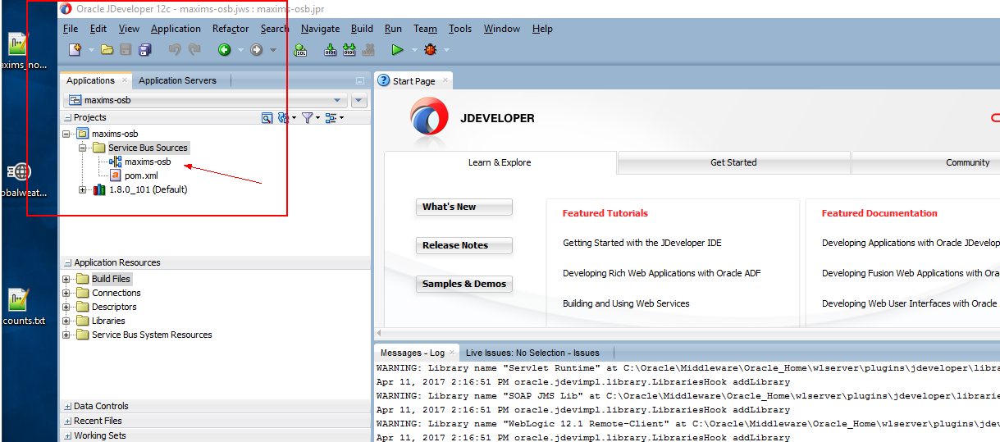 Oracle JDeveloper 12c - maxims-osb.jws : maxims-osb.jpr
File Edit View Application Refactor Search Navigate Build Run Team Tools Window Help
axims_no...
Applications Application Servers
maxims-osb
Projects
maxims-osb
Service Bus Sources
maxims-osb
pom.xml
1.8.0_101 (Default)
obalweat...
Application Resources
Build Files
Connections
Descriptors
Libraries
Service Bus System Resources
counts.txt
Data Controls
Recent Files
Working Sets
Start Page
JDEVELOPER
Learn & Explore Get Started Community
What's New
Release Notes
Samples & Demos
Featured Tutorials
Getting Started with the JDeveloper IDE
Developing Rich Web Applications with Oracle ADF
Building and Using Web Services
Featured Documentation
Developing Applications with Oracle JDevelop
Developing Fusion Web Applications with Ora
Developing Web User Interfaces with Oracle
Messages - Log Live Issues: No Selection - Issues
WARNING: Library name "Servlet Runtime" at C:\Oracle\Middleware\Oracle_Home\wlserver\plugins\jdeveloper\libra
Apr 11, 2017 2:16:51 PM oracle.jdevimpl.library.LibrariesHook addLibrary
WARNING: Library name "SOAP JMS Lib" at C:\Oracle\Middleware\Oracle_Home\wlserver\plugins\jdeveloper\libraries
Apr 11, 2017 2:16:51 PM oracle.jdevimpl.library.LibrariesHook addLibrary
WARNING: Library name "WebLogic 12.1 Remote-Client" at C:\Oracle\Middleware\Oracle_Home\wlserver\plugins\jdev
Apr 11, 2017 2:16:51 PM oracle.jdevimpl.library.LibrariesHook addLibrary